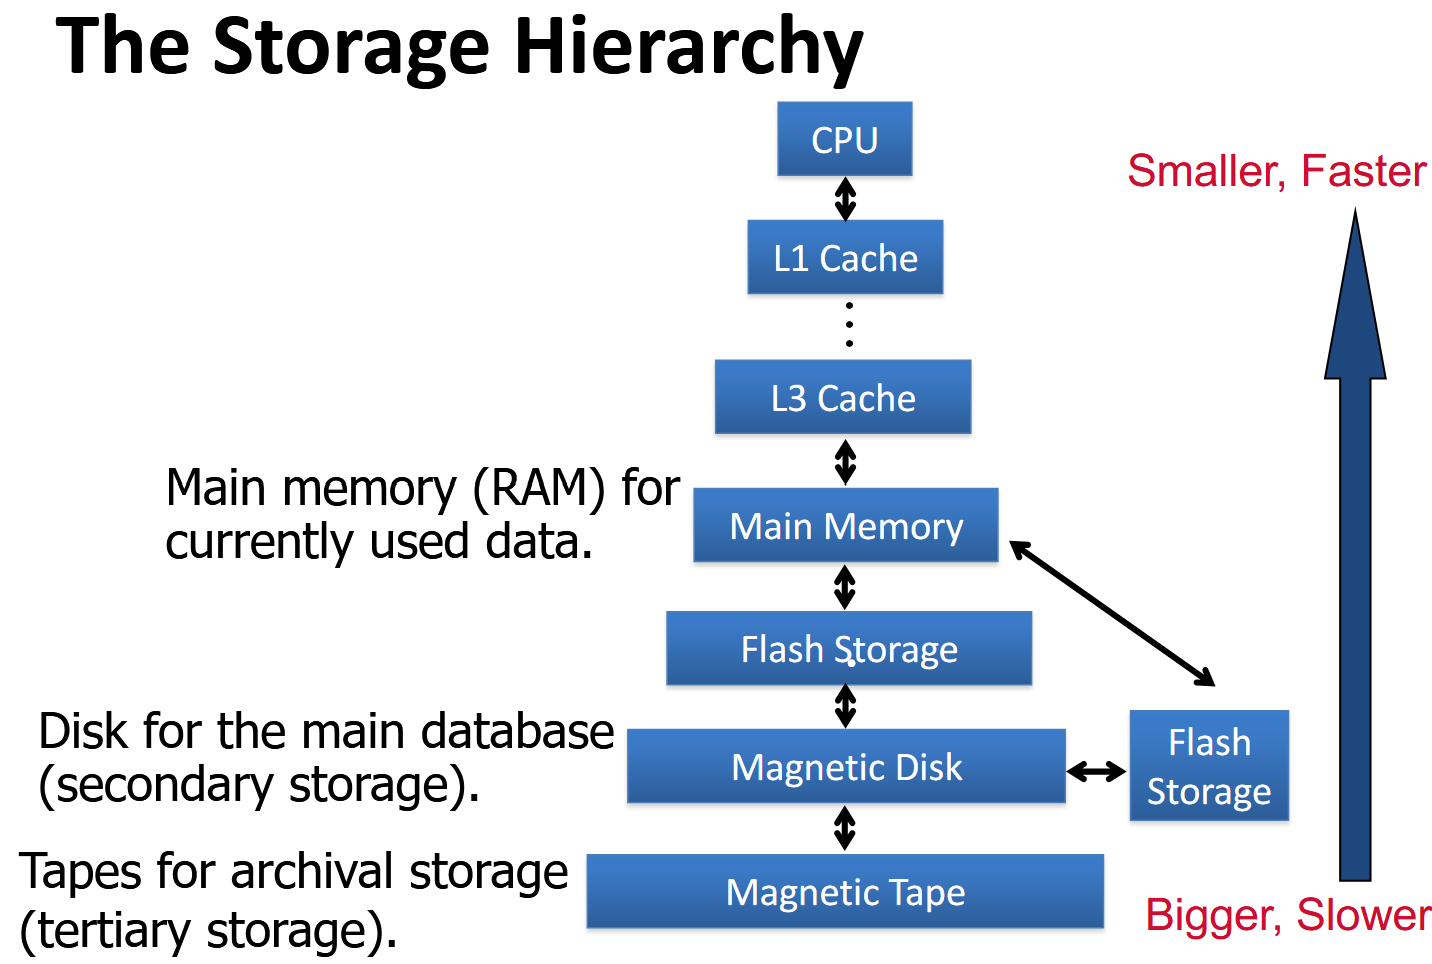 The Storage Hierarchy
CPU
Smaller, Faster
L1 Cache
L3 Cache
Main memory (RAM) for
currently used data.
Main Memory
Flash Storage
Disk for the main database
(secondary storage).
Magnetic Disk
Flash
Storage
Tapes for archival storage
(tertiary storage).
Magnetic Tape
Bigger, Slower